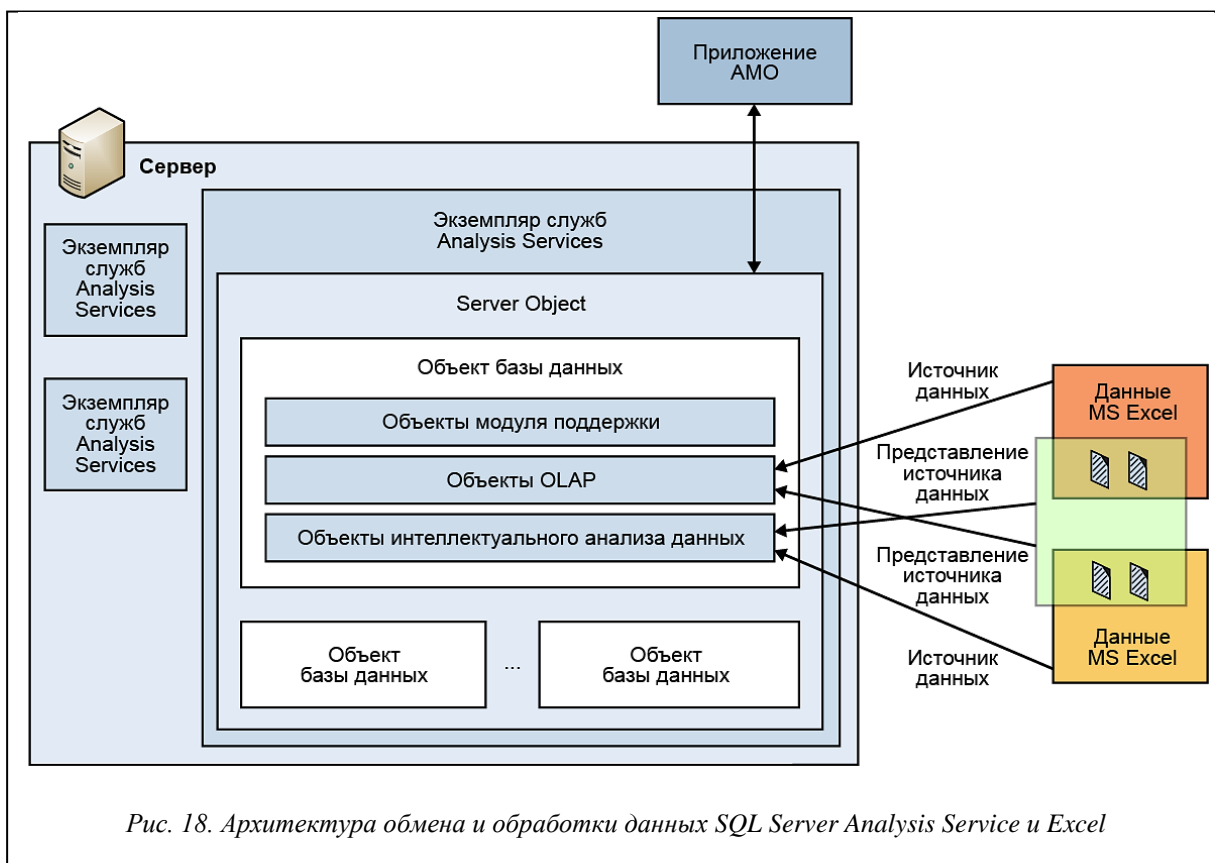 Приложение
АМО
Сервер
Экземпляр служб
Analysis Services
Экземпляр
служб
Analysis
Services
Экземпляр
служб
Analysis
Services
Server Object
Объект базы данных
Объекты модуля поддержки
Объекты OLAP
Объекты интеллектуального анализа данных
Объект
базы данных
...
Объект
базы данных
Источник
данных
Представление
источника
данных
Представление
источника
данных
Источник
данных
Данные
MS Excel
Данные
MS Excel
Рис. 18. Архитектура обмена и обработки данных SQL Server Analysis Service и Excel